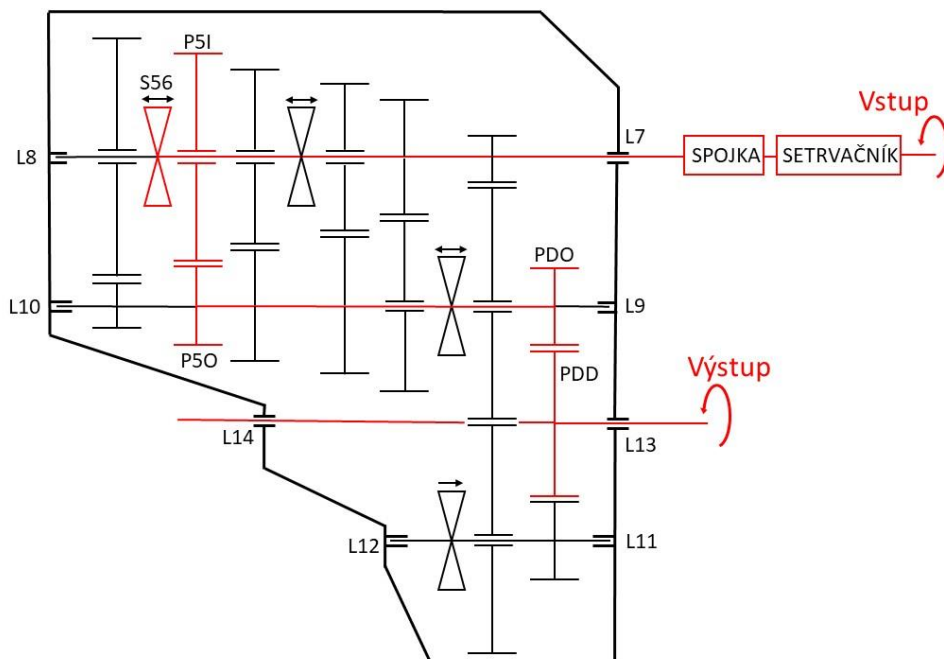 P5I
S56
L8
L7
Vstup
SPOJKA
SETRVAČNÍK
PDO
L10
L9
P5O
PDD
Výstup
L14
L13
L12
L11